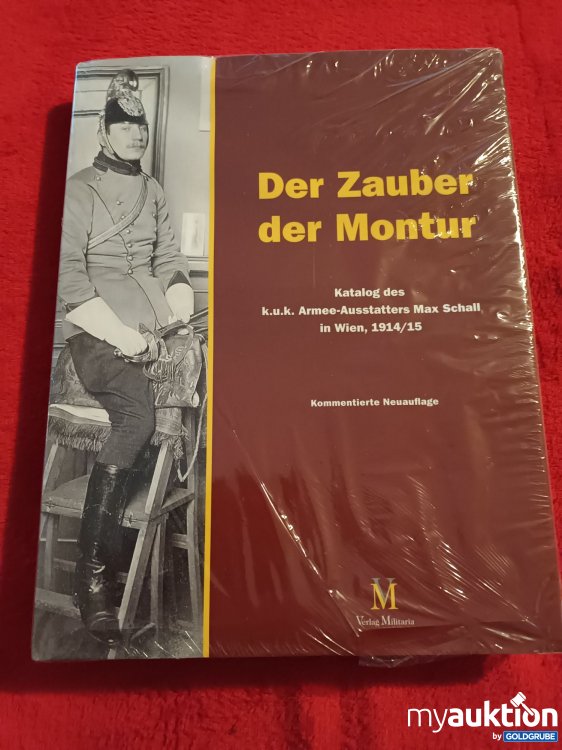 Der Zauber
der Montur
Katalog des
k.u.k. Armee-Ausstatters Max Schall
in Wien, 1914/15
Kommentierte Neuauflage
VM
Verlag Militaria
myauktion
by GOLDGRUBE